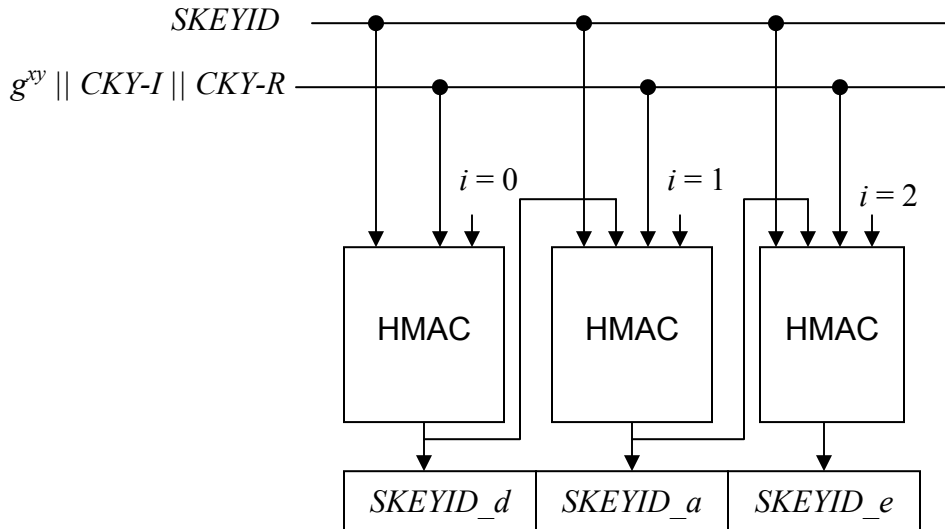 SKEYID
g^{xy} || CKY-I || CKY-R
i = 0
i = 1
i = 2
HMAC
HMAC
HMAC
SKEYID_d
SKEYID_a
SKEYID_e